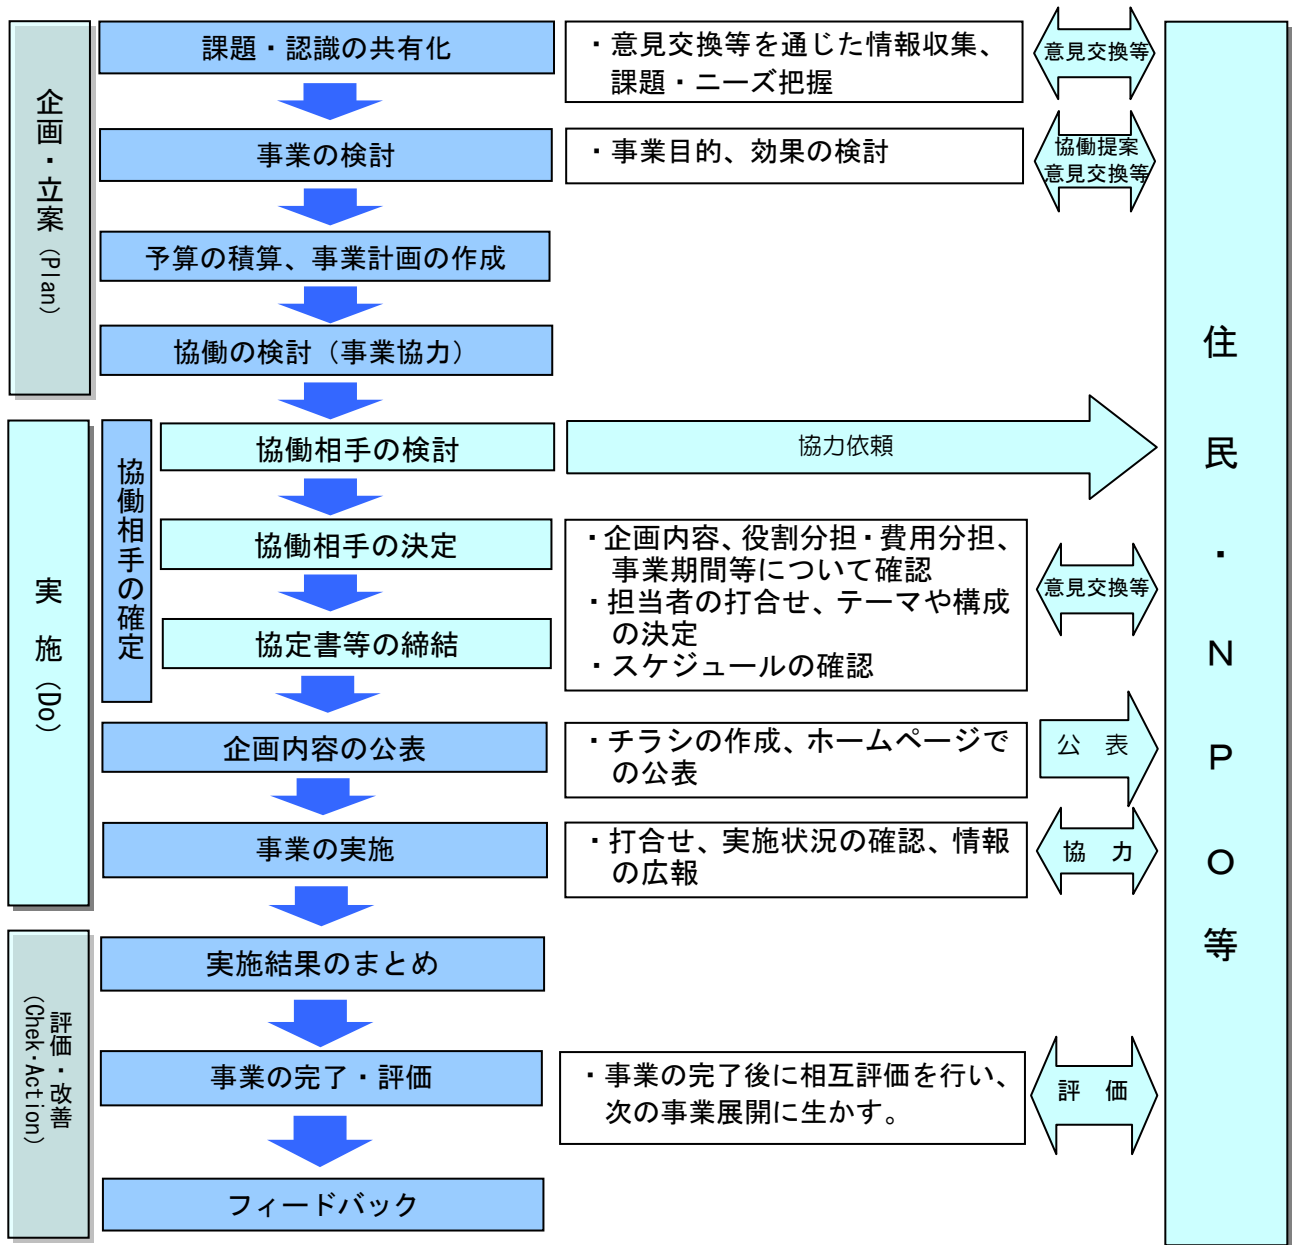 企画・立案(Plan)
課題・認識の共有化
・意見交換等を通じた情報収集、
課題・ニーズ把握
意見交換等
事業の検討
・事業目的、効果の検討
協働提案
意見交換等
予算の積算、事業計画の作成
協働の検討(事業協力)
実 施(Do)
協働相手の確定
協働相手の検討
協力依頼
協働相手の決定
・企画内容、役割分担・費用分担、
事業期間等について確認
・担当者の打合せ、テーマや構成
の決定
・スケジュールの確認
意見交換等
協定書等の締結
企画内容の公表
・チラシの作成、ホームページで
の公表
公 表
事業の実施
・打合せ、実施状況の確認、情報
の広報
協 力
評価・改善
(Chek・Action)
実施結果のまとめ
事業の完了・評価
・事業の完了後に相互評価を行い、
次の事業展開に生かす。
評 価
フィードバック
住民・NPO等